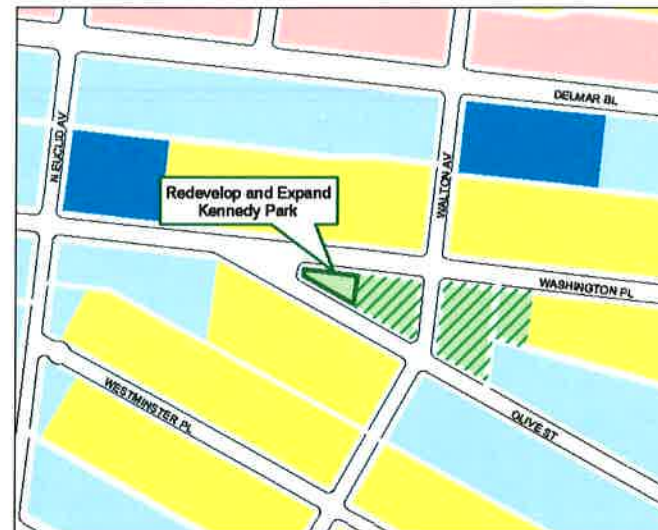 DELMAR BL
N EUCLID AV
WALTON AV
Redevelop and Expand
Kennedy Park
WASHINGTON PL
WESTMINSTER PL
OLIVE ST